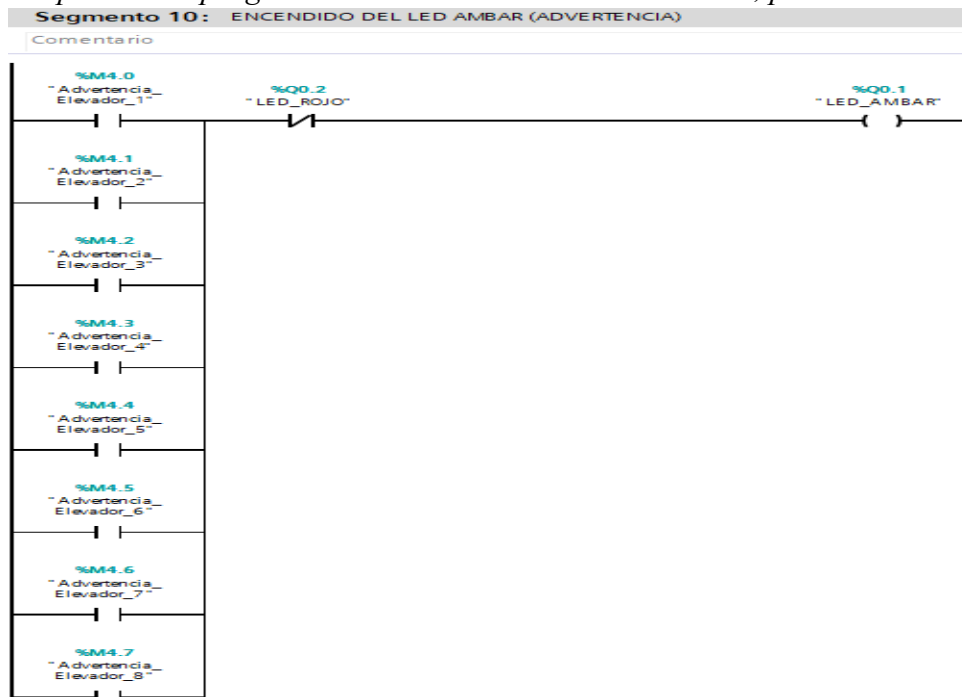 Segmento 10: ENCENDIDO DEL LED AMBAR (ADVERTENCIA)
Comentario
%M4.0
"Advertencia_
Elevador_1"
%Q0.2
"LED_ROJO"
%Q0.1
"LED_AMBAR"
%M4.1
"Advertencia_
Elevador_2"
%M4.2
"Advertencia_
Elevador_3"
%M4.3
"Advertencia_
Elevador_4"
%M4.4
"Advertencia_
Elevador_5"
%M4.5
"Advertencia_
Elevador_6"
%M4.6
"Advertencia_
Elevador_7"
%M4.7
"Advertencia_
Elevador_8"